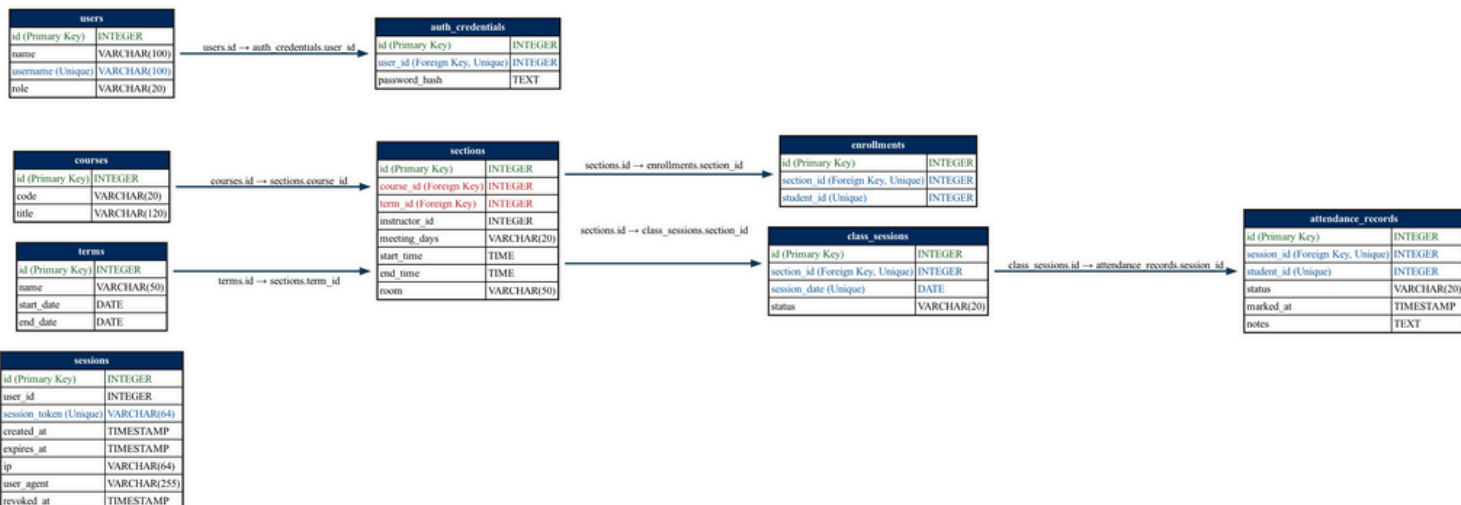 users
id (Primary Key) INTEGER
name VARCHAR(100)
username (Unique) VARCHAR(100)
role VARCHAR(20)
users.id → auth_credentials.user_id
auth_credentials
id (Primary Key) INTEGER
user_id (Foreign Key, Unique) INTEGER
password_hash TEXT
courses
id (Primary Key) INTEGER
code VARCHAR(20)
title VARCHAR(120)
courses.id → sections.course_id
terms
id (Primary Key) INTEGER
name VARCHAR(50)
start_date DATE
end_date DATE
terms.id → sections.term_id
sections
id (Primary Key) INTEGER
course_id (Foreign Key) INTEGER
term_id (Foreign Key) INTEGER
instructor_id INTEGER
meeting_days VARCHAR(20)
start_time TIME
end_time TIME
room VARCHAR(50)
sections.id → enrollments.section_id
sections.id → class_sessions.section_id
enrollments
id (Primary Key) INTEGER
section_id (Foreign Key, Unique) INTEGER
student_id (Unique) INTEGER
class_sessions
id (Primary Key) INTEGER
section_id (Foreign Key, Unique) INTEGER
session_date (Unique) DATE
status VARCHAR(20)
class_sessions.id → attendance_records.session_id
attendance_records
id (Primary Key) INTEGER
session_id (Foreign Key, Unique) INTEGER
student_id (Unique) INTEGER
status VARCHAR(20)
marked_at TIMESTAMP
notes TEXT
sessions
id (Primary Key) INTEGER
user_id INTEGER
session_token (Unique) VARCHAR(64)
created_at TIMESTAMP
expires_at TIMESTAMP
ip VARCHAR(64)
user_agent VARCHAR(255)
revoked_at TIMESTAMP